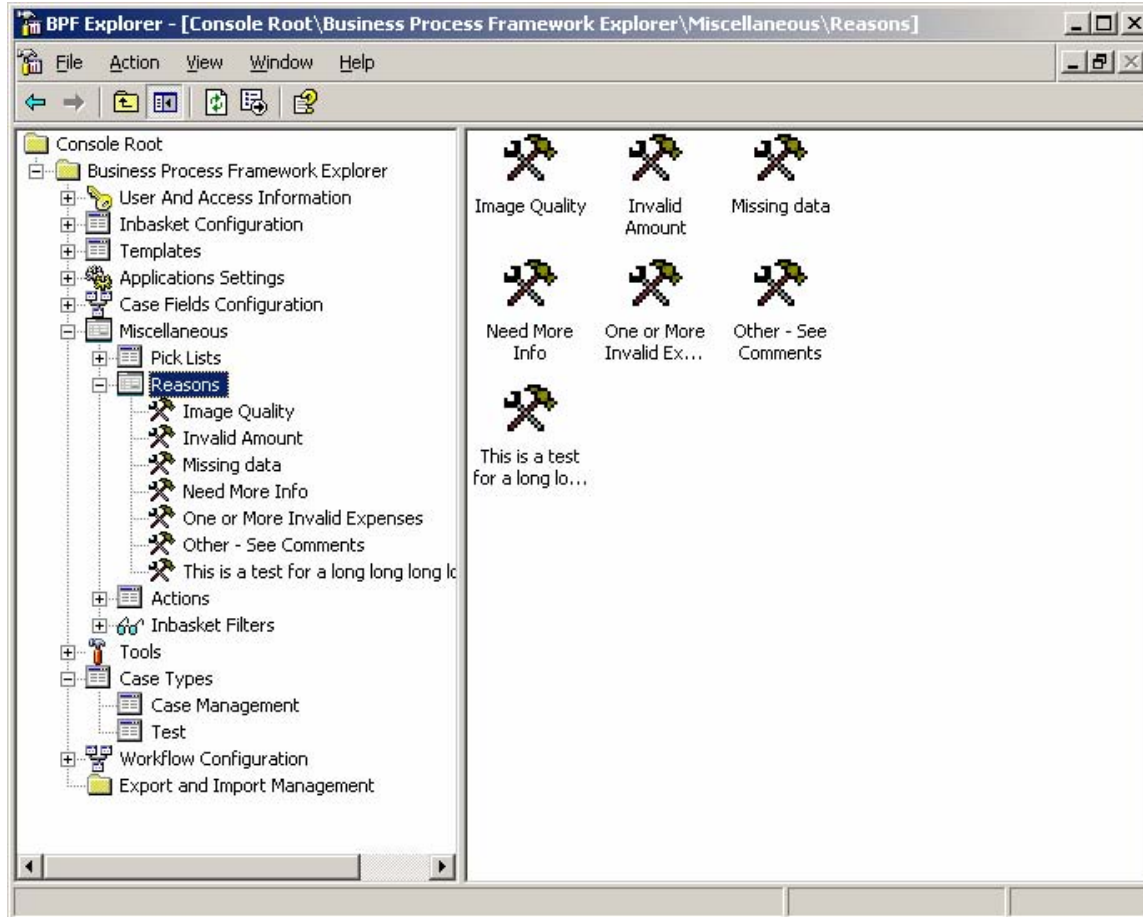 BPF Explorer - [Console Root\Business Process Framework Explorer\Miscellaneous\Reasons]
File Action View Window Help
Console Root
Business Process Framework Explorer
User And Access Information
Inbasket Configuration
Templates
Applications Settings
Case Fields Configuration
Miscellaneous
Pick Lists
Reasons
Image Quality
Invalid Amount
Missing data
Need More Info
One or More Invalid Expenses
Other - See Comments
This is a test for a long long long lo
Actions
Inbasket Filters
Tools
Case Types
Case Management
Test
Workflow Configuration
Export and Import Management
Image Quality
Invalid
Amount
Missing data
Need More
Info
One or More
Invalid Ex...
Other - See
Comments
This is a test
for a long lo...